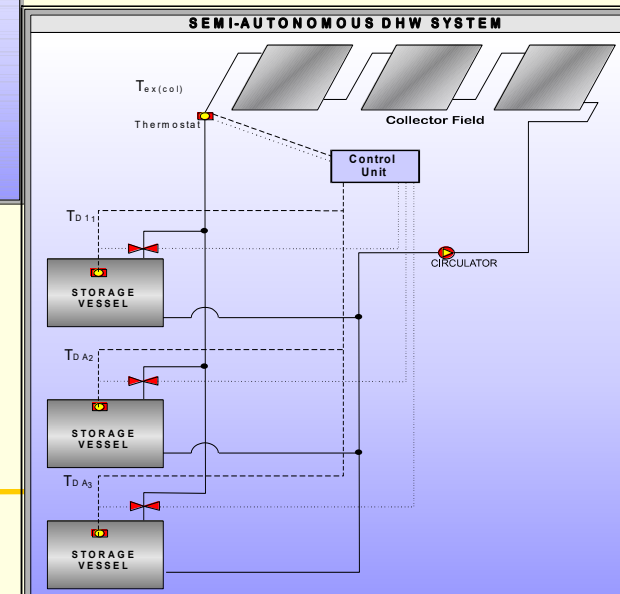 SEMI-AUTONOMOUS DHW SYSTEM
Tex(col)
Thermostat
Collector Field
Control
Unit
TD11
CIRCULATOR
STORAGE
VESSEL
TDA2
STORAGE
VESSEL
TDA3
STORAGE
VESSEL